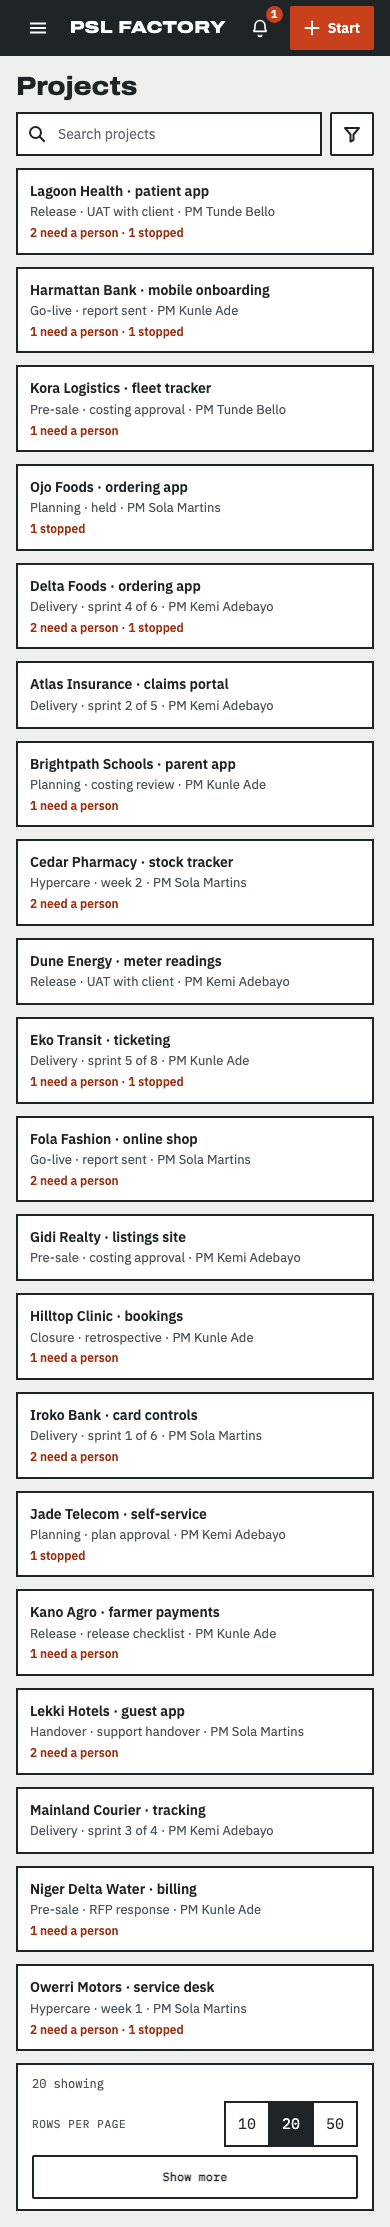 PSL FACTORY
1
Start
Projects
Search projects
Lagoon Health · patient app
Release · UAT with client · PM Tunde Bello
2 need a person · 1 stopped
Harmattan Bank · mobile onboarding
Go-live · report sent · PM Kunle Ade
1 need a person · 1 stopped
Kora Logistics · fleet tracker
Pre-sale · costing approval · PM Tunde Bello
1 need a person
Ojo Foods · ordering app
Planning · held · PM Sola Martins
1 stopped
Delta Foods · ordering app
Delivery · sprint 4 of 6 · PM Kemi Adebayo
2 need a person · 1 stopped
Atlas Insurance · claims portal
Delivery · sprint 2 of 5 · PM Kemi Adebayo
Brightpath Schools · parent app
Planning · costing review · PM Kunle Ade
1 need a person
Cedar Pharmacy · stock tracker
Hypercare · week 2 · PM Sola Martins
2 need a person
Dune Energy · meter readings
Release · UAT with client · PM Kemi Adebayo
Eko Transit · ticketing
Delivery · sprint 5 of 8 · PM Kunle Ade
1 need a person · 1 stopped
Fola Fashion · online shop
Go-live · report sent · PM Sola Martins
2 need a person
Gidi Realty · listings site
Pre-sale · costing approval · PM Kemi Adebayo
Hilltop Clinic · bookings
Closure · retrospective · PM Kunle Ade
1 need a person
Iroko Bank · card controls
Delivery · sprint 1 of 6 · PM Sola Martins
2 need a person
Jade Telecom · self-service
Planning · plan approval · PM Kemi Adebayo
1 stopped
Kano Agro · farmer payments
Release · release checklist · PM Kunle Ade
1 need a person
Lekki Hotels · guest app
Handover · support handover · PM Sola Martins
2 need a person
Mainland Courier · tracking
Delivery · sprint 3 of 4 · PM Kemi Adebayo
Niger Delta Water · billing
Pre-sale · RFP response · PM Kunle Ade
1 need a person
Owerri Motors · service desk
Hypercare · week 1 · PM Sola Martins
2 need a person · 1 stopped
20 showing
ROWS PER PAGE 10 20 50
Show more